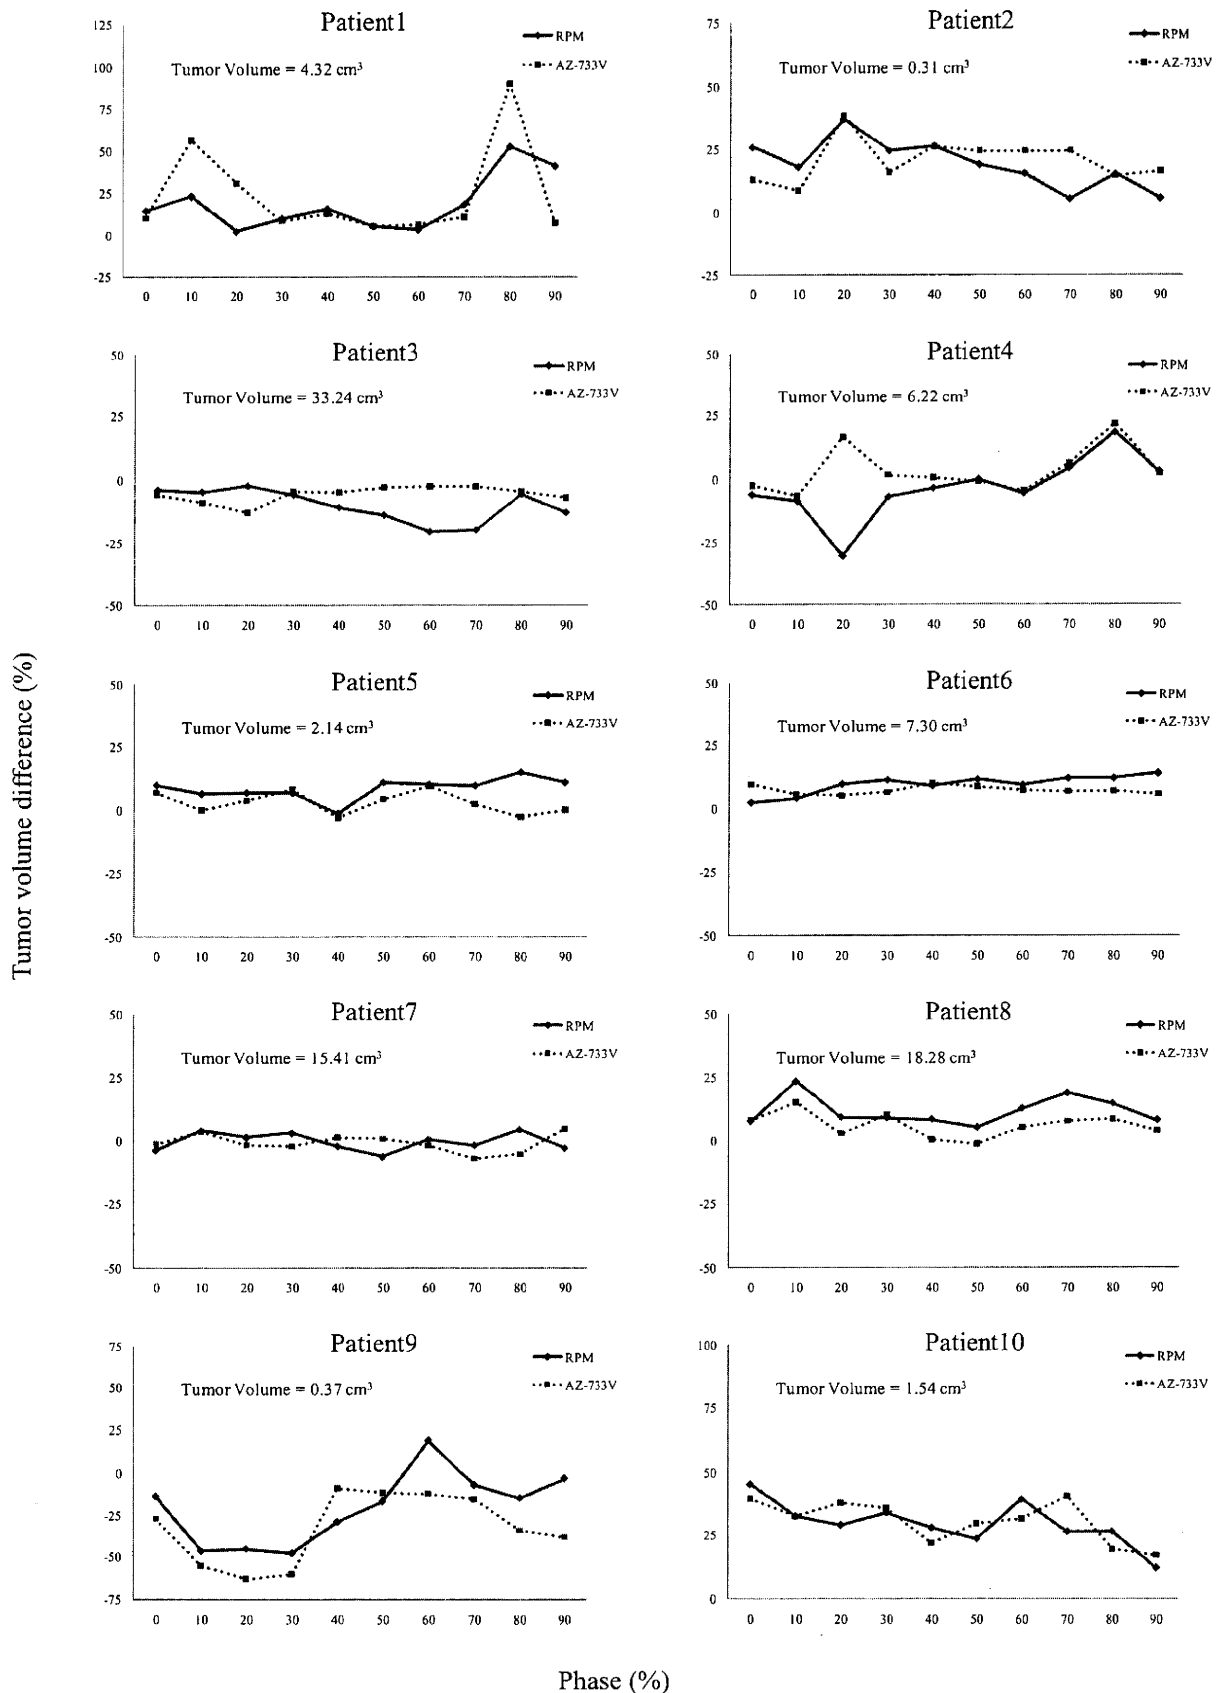 Patient1
RPM
AZ-733V
Tumor Volume = 4.32 cm³
125
100
75
50
25
0
-25
0 10 20 30 40 50 60 70 80 90
Patient2
RPM
AZ-733V
Tumor Volume = 0.31 cm³
75
50
25
0
-25
0 10 20 30 40 50 60 70 80 90
Patient3
RPM
AZ-733V
Tumor Volume = 33.24 cm³
50
25
0
-25
-50
0 10 20 30 40 50 60 70 80 90
Patient4
RPM
AZ-733V
Tumor Volume = 6.22 cm³
50
25
0
-25
-50
0 10 20 30 40 50 60 70 80 90
Tumor volume difference (%)
Patient5
RPM
AZ-733V
Tumor Volume = 2.14 cm³
50
25
0
-25
-50
0 10 20 30 40 50 60 70 80 90
Patient6
RPM
AZ-733V
Tumor Volume = 7.30 cm³
50
25
0
-25
-50
0 10 20 30 40 50 60 70 80 90
Patient7
RPM
AZ-733V
Tumor Volume = 15.41 cm³
50
25
0
-25
-50
0 10 20 30 40 50 60 70 80 90
Patient8
RPM
AZ-733V
Tumor Volume = 18.28 cm³
50
25
0
-25
-50
0 10 20 30 40 50 60 70 80 90
Patient9
RPM
AZ-733V
Tumor Volume = 0.37 cm³
75
50
25
0
-25
-50
-75
0 10 20 30 40 50 60 70 80 90
Patient10
RPM
AZ-733V
Tumor Volume = 1.54 cm³
100
75
50
25
0
0 10 20 30 40 50 60 70 80 90
Phase (%)